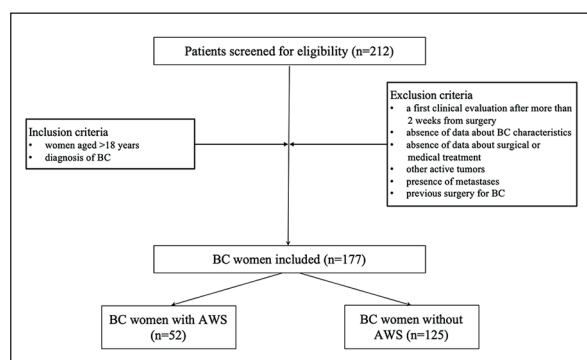 Patients screened for eligibility (n=212)
Inclusion criteria
• women aged >18 years
• diagnosis of BC
Exclusion criteria
• a first clinical evaluation after more than
2 weeks from surgery
• absence of data about BC characteristics
• absence of data about surgical or
medical treatment
• other active tumors
• presence of metastases
• previous surgery for BC
BC women included (n=177)
BC women with AWS
(n=52)
BC women without
AWS (n=125)